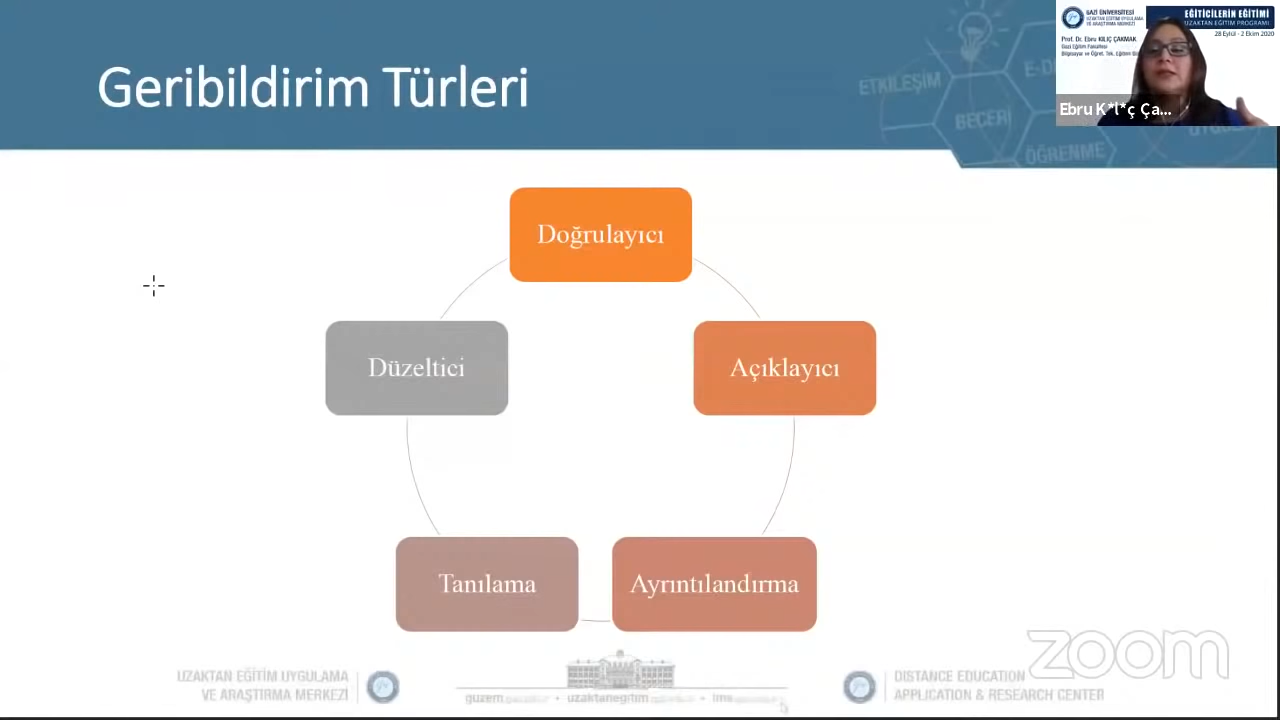 Geribildirim Türleri
ETKİLEŞİM
BECERİ
ÖĞRENME
GAZİ ÜNİVERSİTESİ
UZAKTAN EĞİTİM UYGULAMA
VE ARAŞTIRMA MERKEZİ
EĞİTİCİLERİN EĞİTİMİ
UZAKTAN EĞİTİM PROGRAMI
28 Eylül - 2 Ekim 2020
Prof. Dr. Ebru KILIÇ ÇAKMAK
Gazi Eğitim Fakültesi
Bilgisayar ve Öğret. Tek. Eğitimi
Ebru K*l*ç Ça...
Doğrulayıcı
Düzeltici
Açıklayıcı
Tanılama
Ayrıntılandırma
zoom
UZAKTAN EĞİTİM UYGULAMA
VE ARAŞTIRMA MERKEZİ
DISTANCE EDUCATION
APPLICATION & RESEARCH CENTER